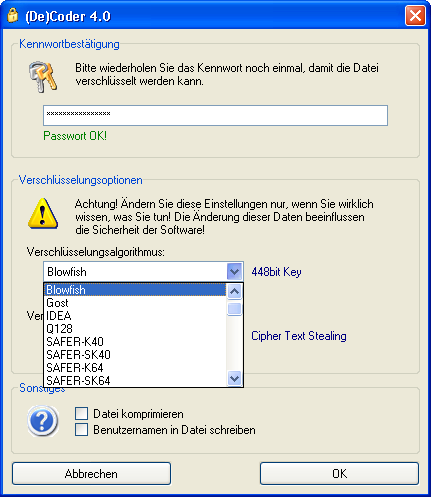 (De)Coder 4.0
Kennwortbestätigung
Bitte wiederholen Sie das Kennwort noch einmal, damit die Datei
verschlüsselt werden kann.
Passwort OK!
Verschlüsselungsoptionen
Achtung! Ändern Sie diese Einstellungen nur, wenn Sie wirklich
wissen, was Sie tun! Die Änderung dieser Daten beeinflussen
die Sicherheit der Software!
Verschlüsselungsalgorithmus:
Blowfish
448bit Key
Blowfish
Gost
Ver
IDEA
Q128
Cipher Text Stealing
SAFER-K40
SAFER-SK40
SAFER-K64
SAFER-SK64
Sonstiges
Datei komprimieren
Benutzernamen in Datei schreiben
Abbrechen
OK